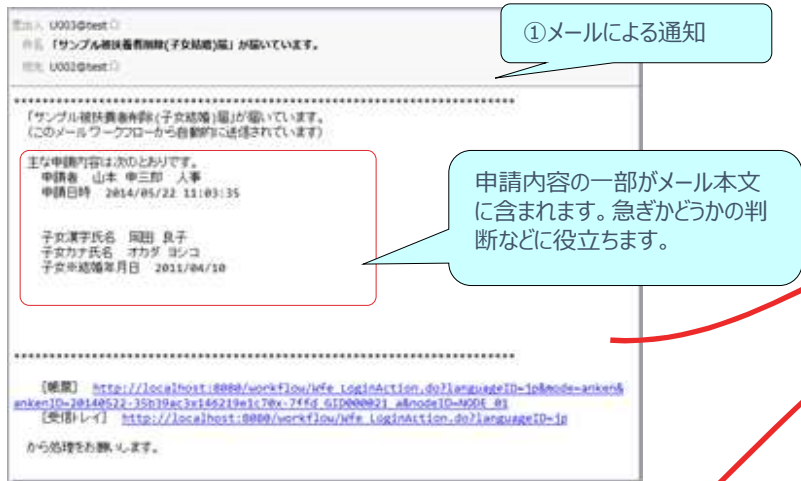 差出人 U003@test
件名 「サンプル被扶養者削除(子女結婚)届」が届いています。
宛先 U002@test
①メールによる通知
「サンプル被扶養者削除(子女結婚)届」が届いています。
(このメールワークフローから自動的に送信されています)
主な申請内容は次のとおりです。
申請者 山本 申三郎 人事
申請日時 2014/05/22 11:03:35
子女漢字氏名 岡田 良子
子女カナ氏名 オカダ ヨシコ
子女※結婚年月日 2011/04/10
申請内容の一部がメール本文
に含まれます。急ぎかどうかの判
断などに役立ちます。
[帳票] http://localhost:8080/workflow/Wfe_LoginAction.do?languageID=jp&mode=anken&
[受信トレイ] http://localhost:8080/workflow/Wfe_LoginAction.do?languageID=jp
から処理をお願いします。